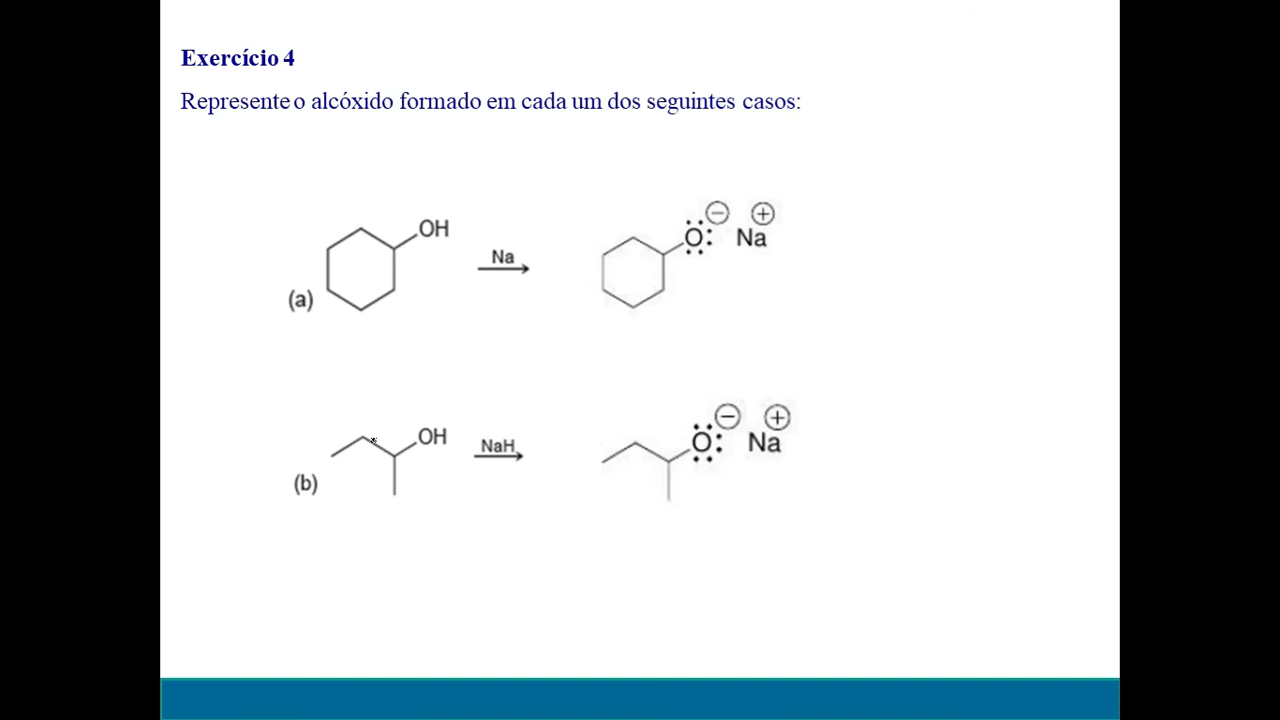 Exercício 4
Represente o alcóxido formado em cada um dos seguintes casos:
(a) OH Na O Na
(b) OH NaH O Na